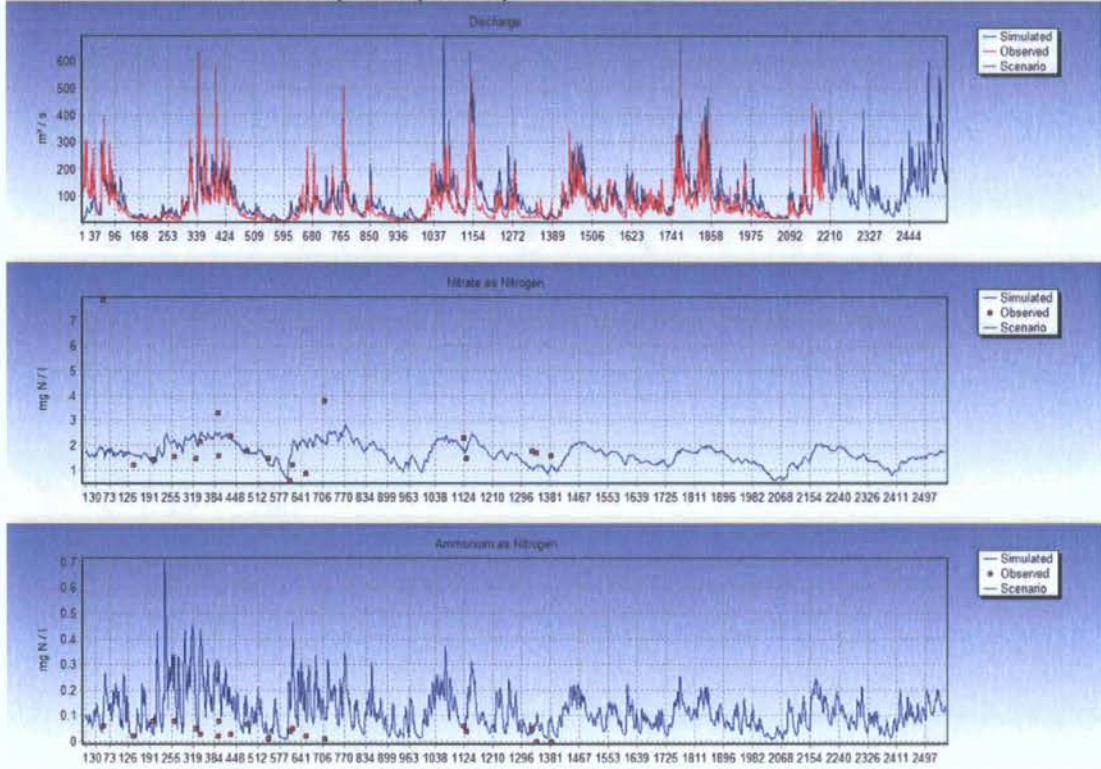 Discharge
m³ / s
600
500
400
300
200
100
1 37 96 168 253 339 424 509 595 680 765 850 936 1037 1154 1272 1389 1506 1623 1741 1858 1975 2092 2210 2327 2444
Simulated
Observed
Scenario
Nitrate as Nitrogen
mg N / l
7
6
5
4
3
2
1
1 30 73 126 191 255 320 384 448 512 577 641 706 770 834 899 963 1038 1124 1210 1296 1381 1467 1553 1639 1725 1811 1896 1982 2068 2154 2240 2326 2411 2497
Simulated
Observed
Scenario
Ammonium as Nitrogen
mg N / l
0.7
0.6
0.5
0.4
0.3
0.2
0.1
0
1 30 73 126 191 255 320 384 448 512 577 641 706 770 834 899 963 1038 1124 1210 1296 1381 1467 1553 1639 1725 1811 1896 1982 2068 2154 2240 2326 2411 2497
Simulated
Observed
Scenario